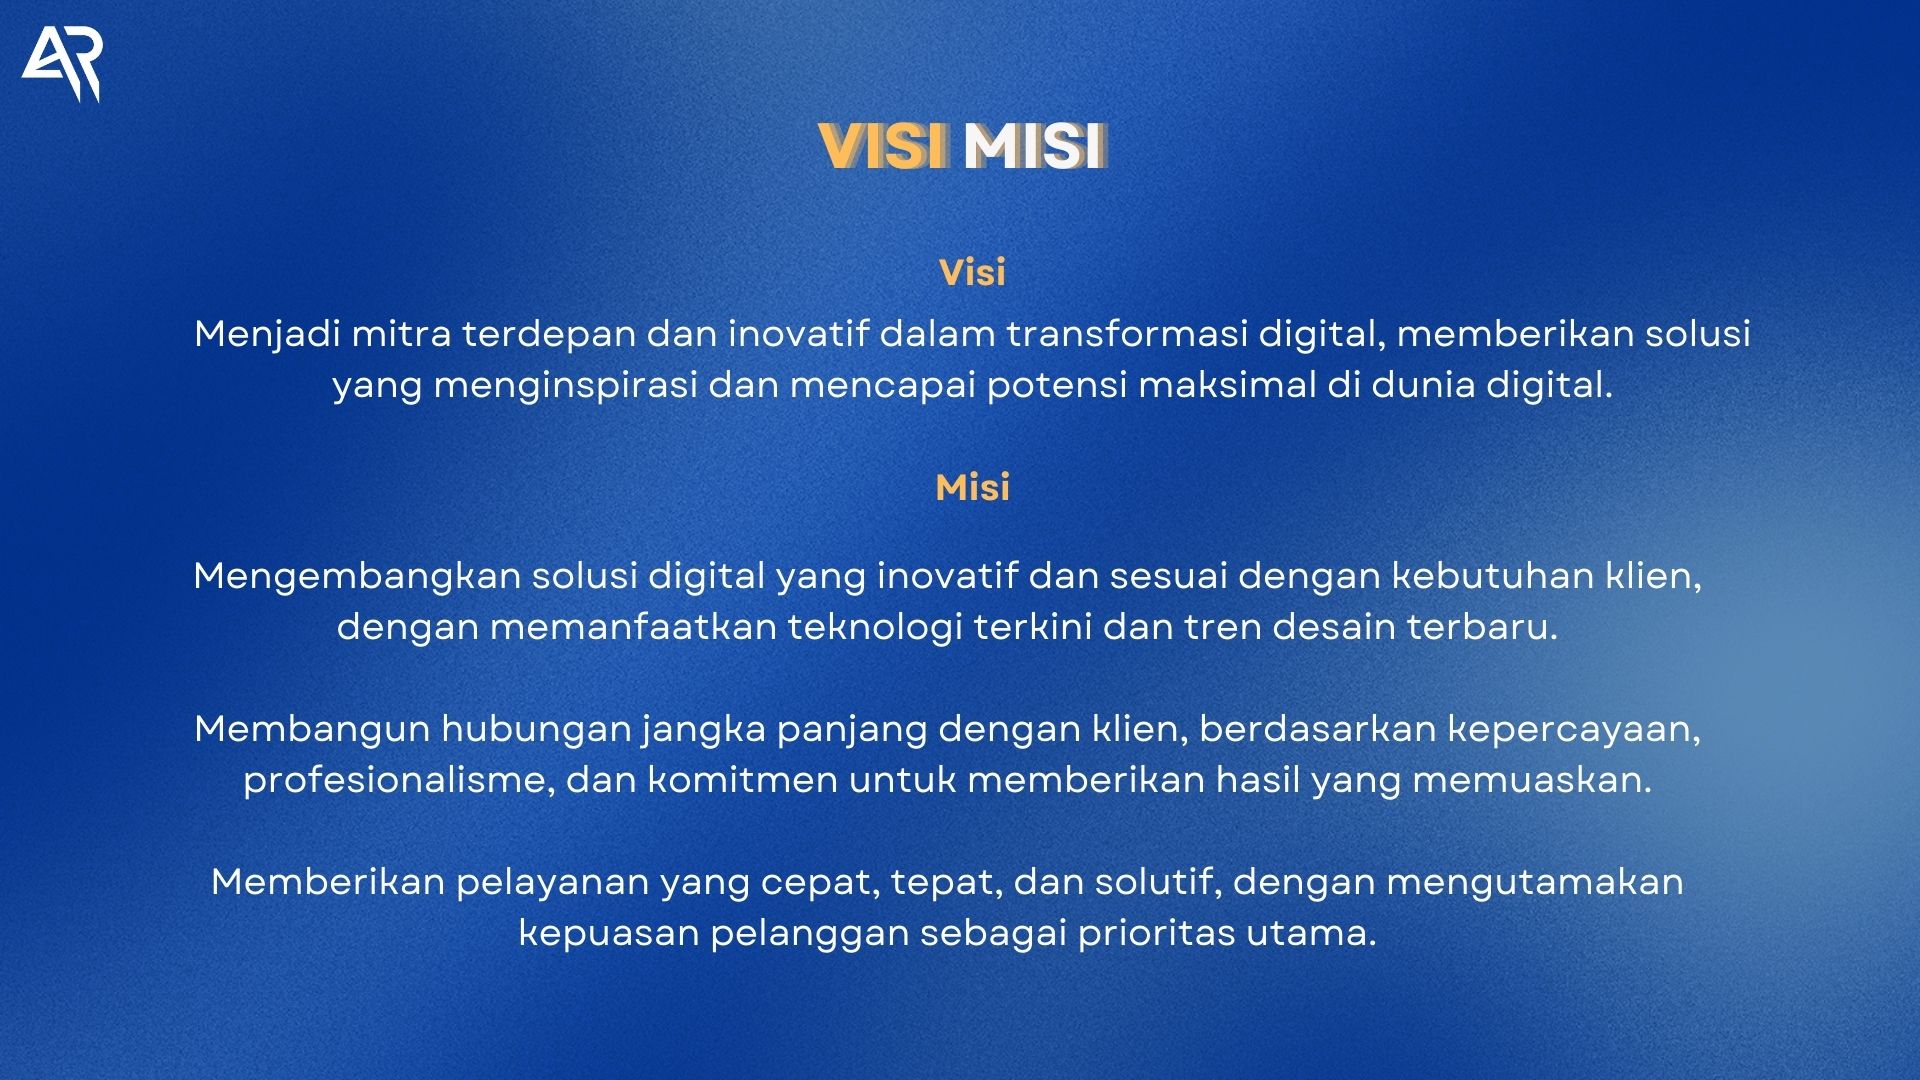 AR
VISI MISI
Visi
Menjadi mitra terdepan dan inovatif dalam transformasi digital, memberikan solusi
yang menginspirasi dan mencapai potensi maksimal di dunia digital.
Misi
Mengembangkan solusi digital yang inovatif dan sesuai dengan kebutuhan klien,
dengan memanfaatkan teknologi terkini dan tren desain terbaru.
Membangun hubungan jangka panjang dengan klien, berdasarkan kepercayaan,
profesionalisme, dan komitmen untuk memberikan hasil yang memuaskan.
Memberikan pelayanan yang cepat, tepat, dan solutif, dengan mengutamakan
kepuasan pelanggan sebagai prioritas utama.